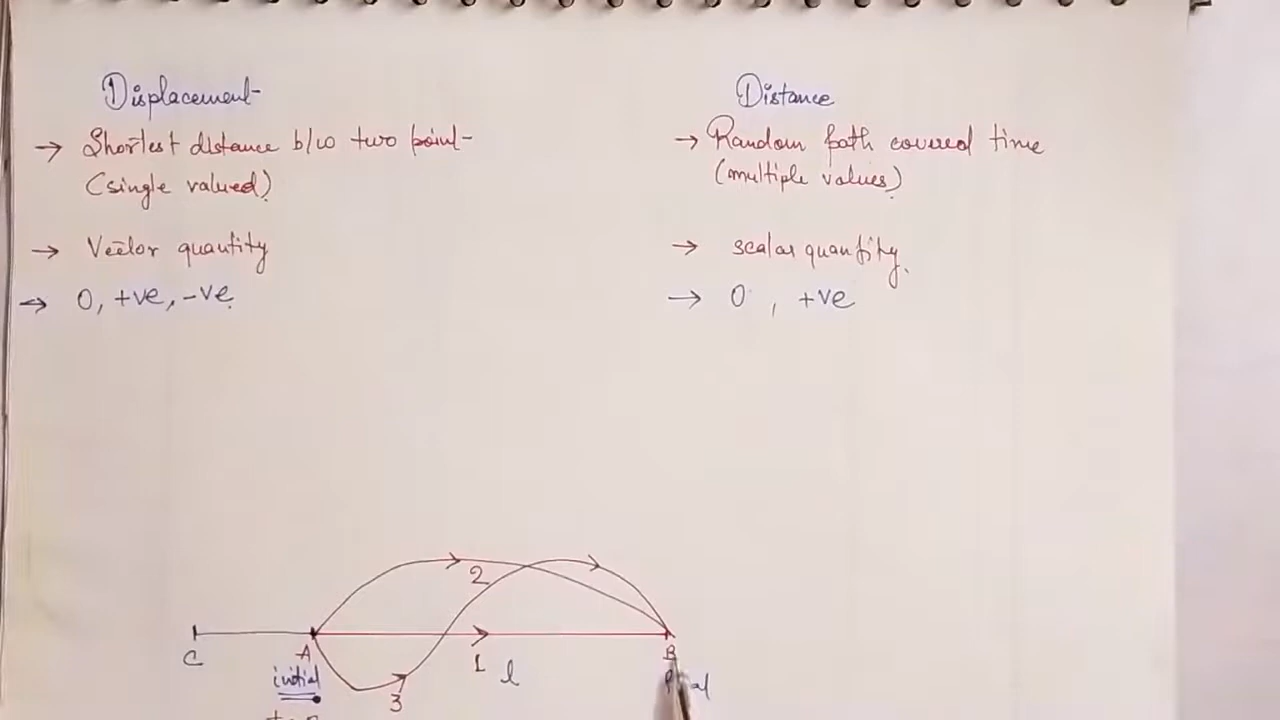 Displacement
→ Shortest distance b/w two point
(single valued)
→ Vector quantity
→ 0, +ve, -ve
Distance
→ Random path covered time
(multiple values)
→ scalar quantity
→ 0, +ve
2
C
A
1
l
B
initial
3